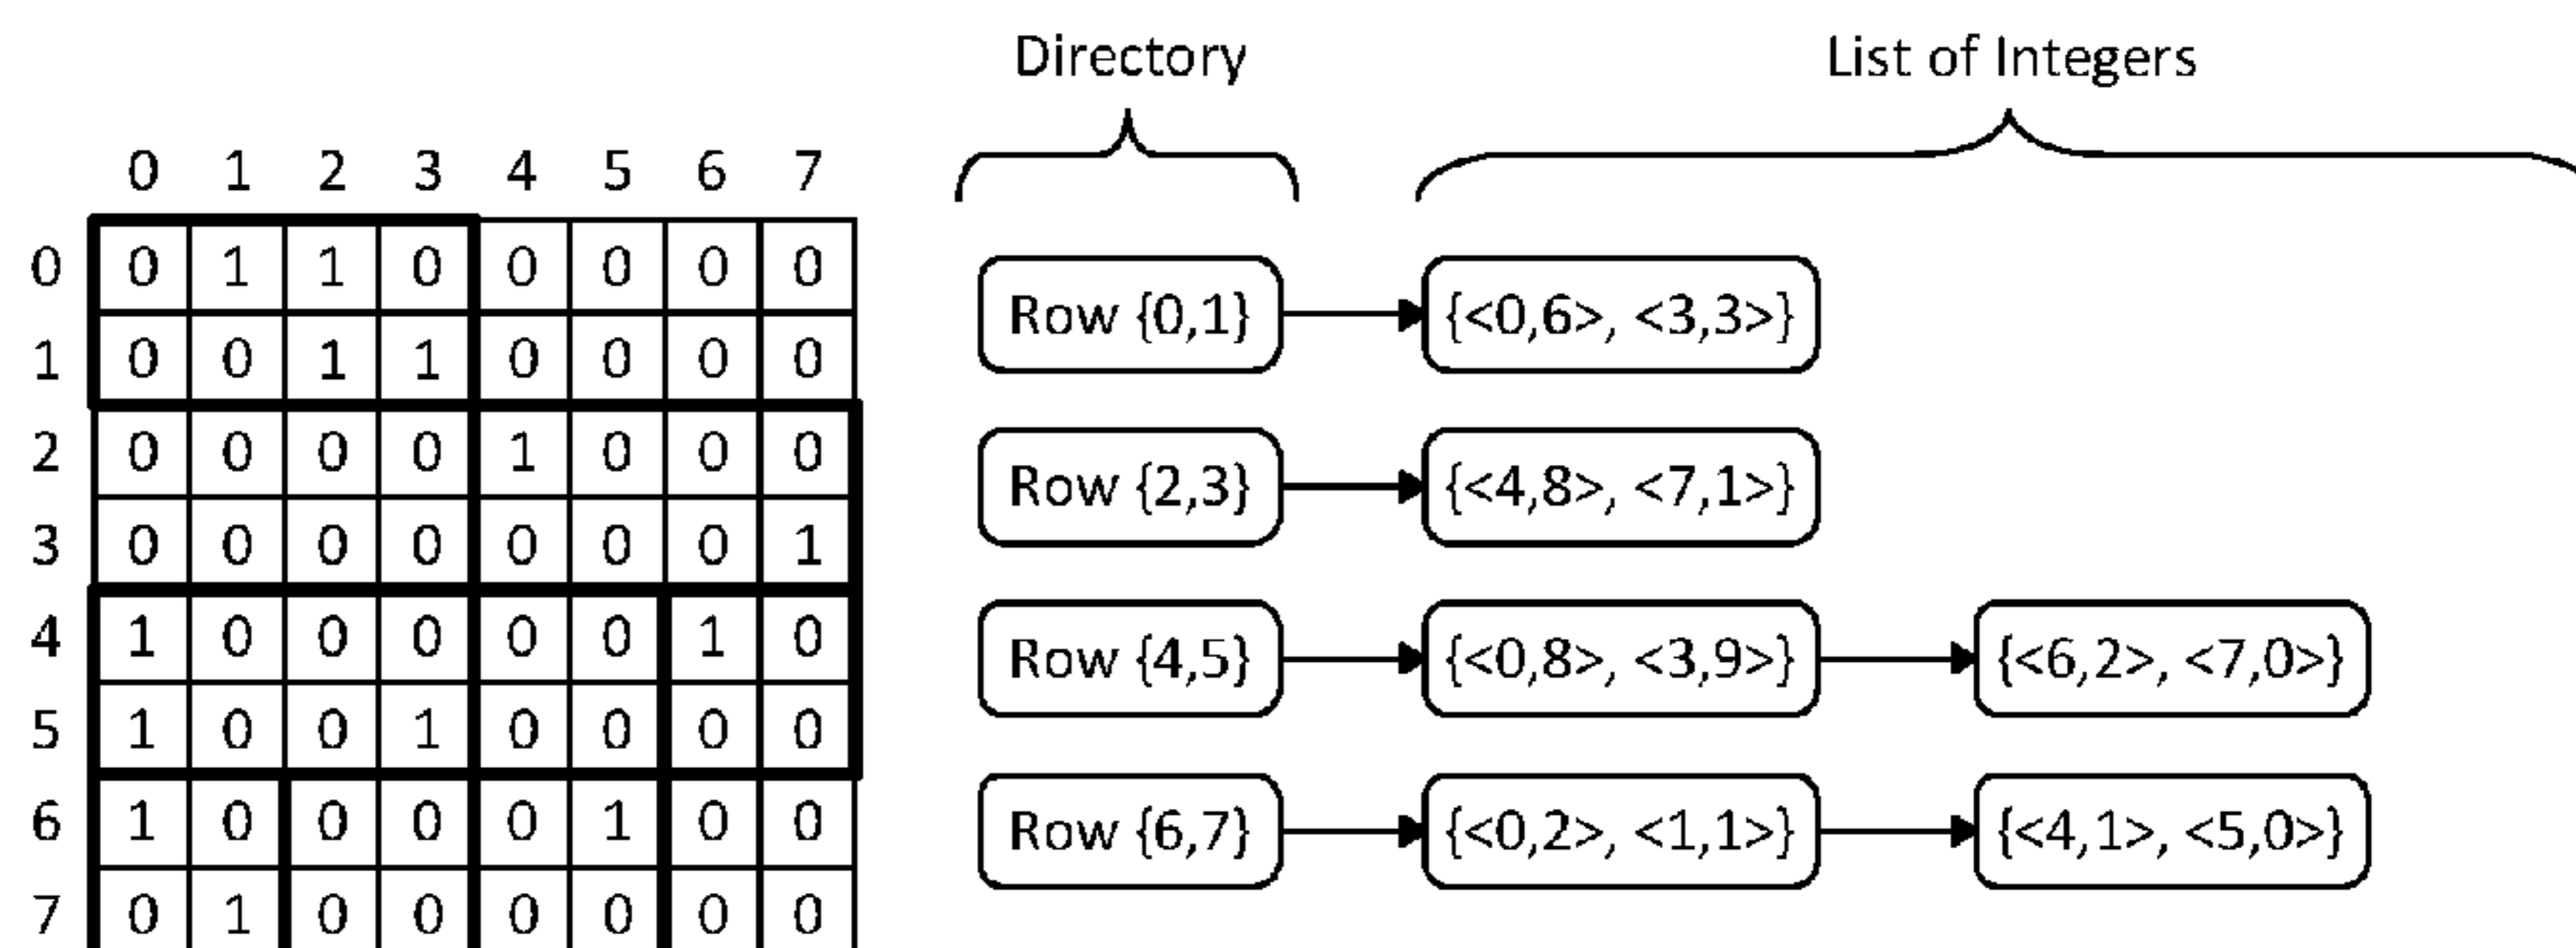 Directory List of Integers
0 1 2 3 4 5 6 7
0 0 1 1 0 0 0 0 0
Row {0,1} {<0,6>, <3,3>}
1 0 0 1 1 0 0 0 0
2 0 0 0 0 1 0 0 0
Row {2,3} {<4,8>, <7,1>}
3 0 0 0 0 0 0 0 1
4 1 0 0 0 0 0 1 0
Row {4,5} {<0,8>, <3,9>} {<6,2>, <7,0>}
5 1 0 0 1 0 0 0 0
6 1 0 0 0 0 1 0 0
Row {6,7} {<0,2>, <1,1>} {<4,1>, <5,0>}
7 0 1 0 0 0 0 0 0